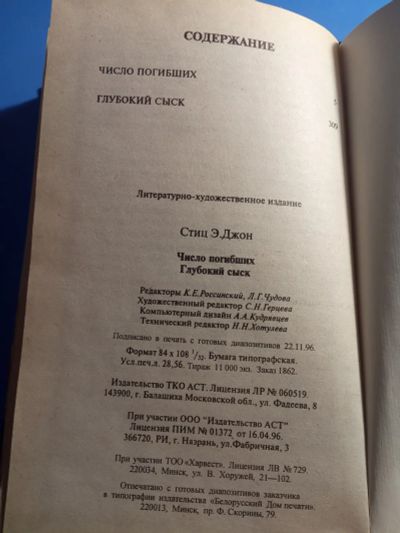 СОДЕРЖАНИЕ
ЧИСЛО ПОГИБШИХ 5
ГЛУБОКИЙ СЫСК 309
Литературно-художественное издание
Стиц Э.Джон
Число погибших
Глубокий сыск
Редакторы К.Е.Россинский, Л.Г.Чудова
Художественный редактор С.Н.Герцева
Компьютерный дизайн А.А.Кудрявцев
Технический редактор Н.Н.Хотулева
Подписано в печать с готовых диапозитивов 22.11.96.
Формат 84 х 108 1/32. Бумага типографская.
Усл.печ.л. 28,56. Тираж 11 000 экз. Заказ 1862.
Издательство ТКО АСТ. Лицензия ЛР № 060519.
143900, г. Балашиха Московской обл., ул. Фадеева, 8
При участии ООО "Издательство АСТ"
Лицензия ПИМ № 01372 от 16.04.96.
366720, РИ, г. Назрань, ул.Фабричная, 3
При участии ТОО «Харвест». Лицензия ЛВ № 729.
220034, Минск, ул. В. Хоружей, 21—102.
Отпечатано с готовых диапозитивов заказчика
в типографии издательства «Белорусский Дом печати».
220013, Минск, пр. Ф. Скорины, 79.